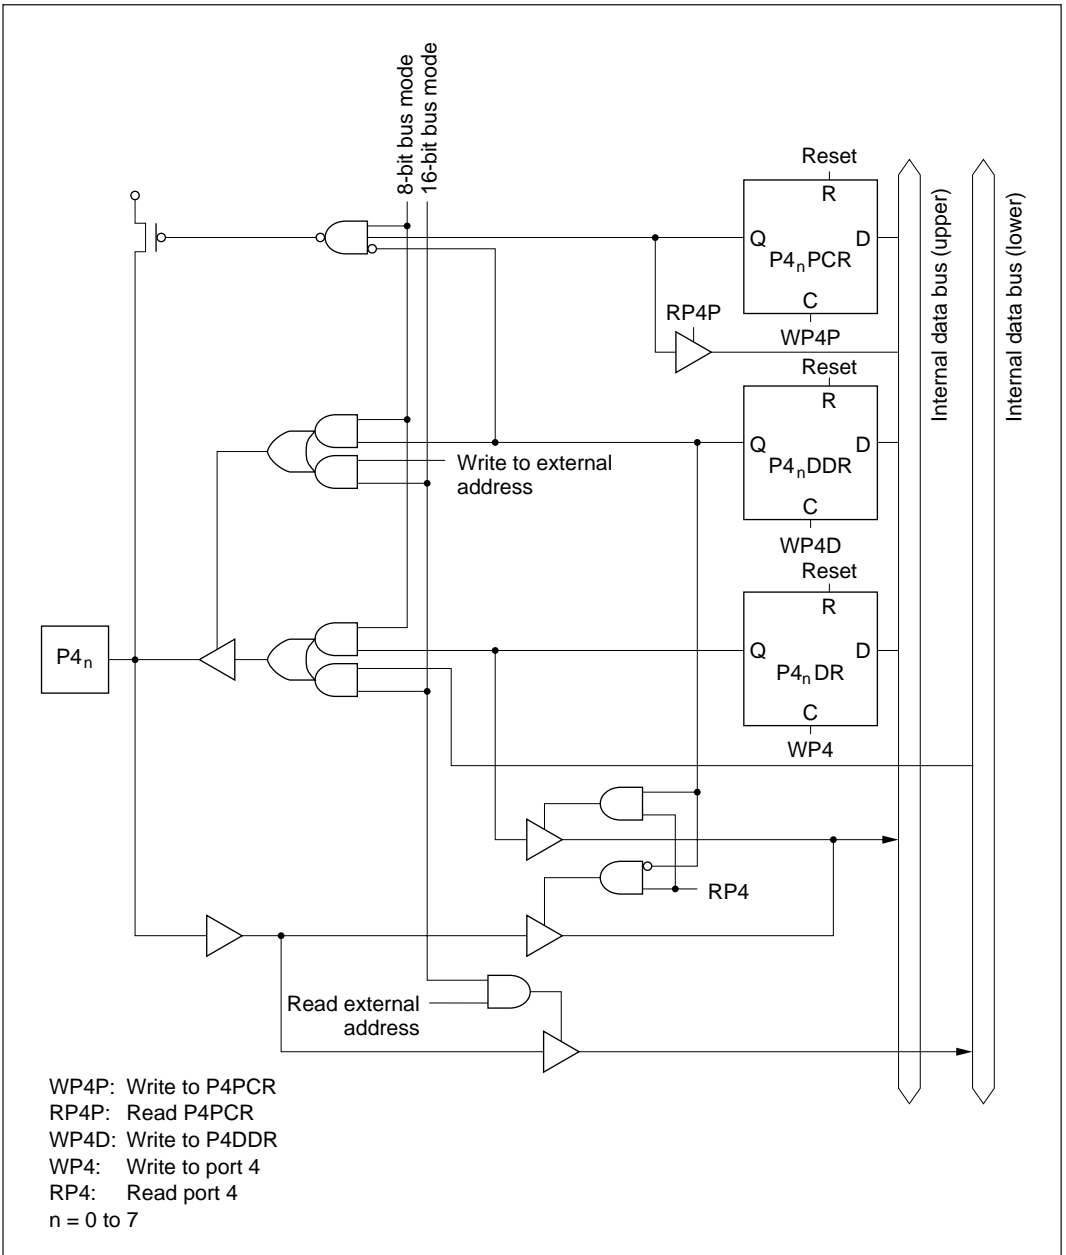 8-bit bus mode
16-bit bus mode
Reset
R
Q
D
P4nPCR
C
WP4P
RP4P
Internal data bus (upper)
Internal data bus (lower)
Reset
R
Q
D
P4nDDR
C
WP4D
Write to external
address
Reset
R
Q
D
P4nDR
C
WP4
P4n
RP4
Read external
address
WP4P: Write to P4PCR
RP4P: Read P4PCR
WP4D: Write to P4DDR
WP4: Write to port 4
RP4: Read port 4
n = 0 to 7